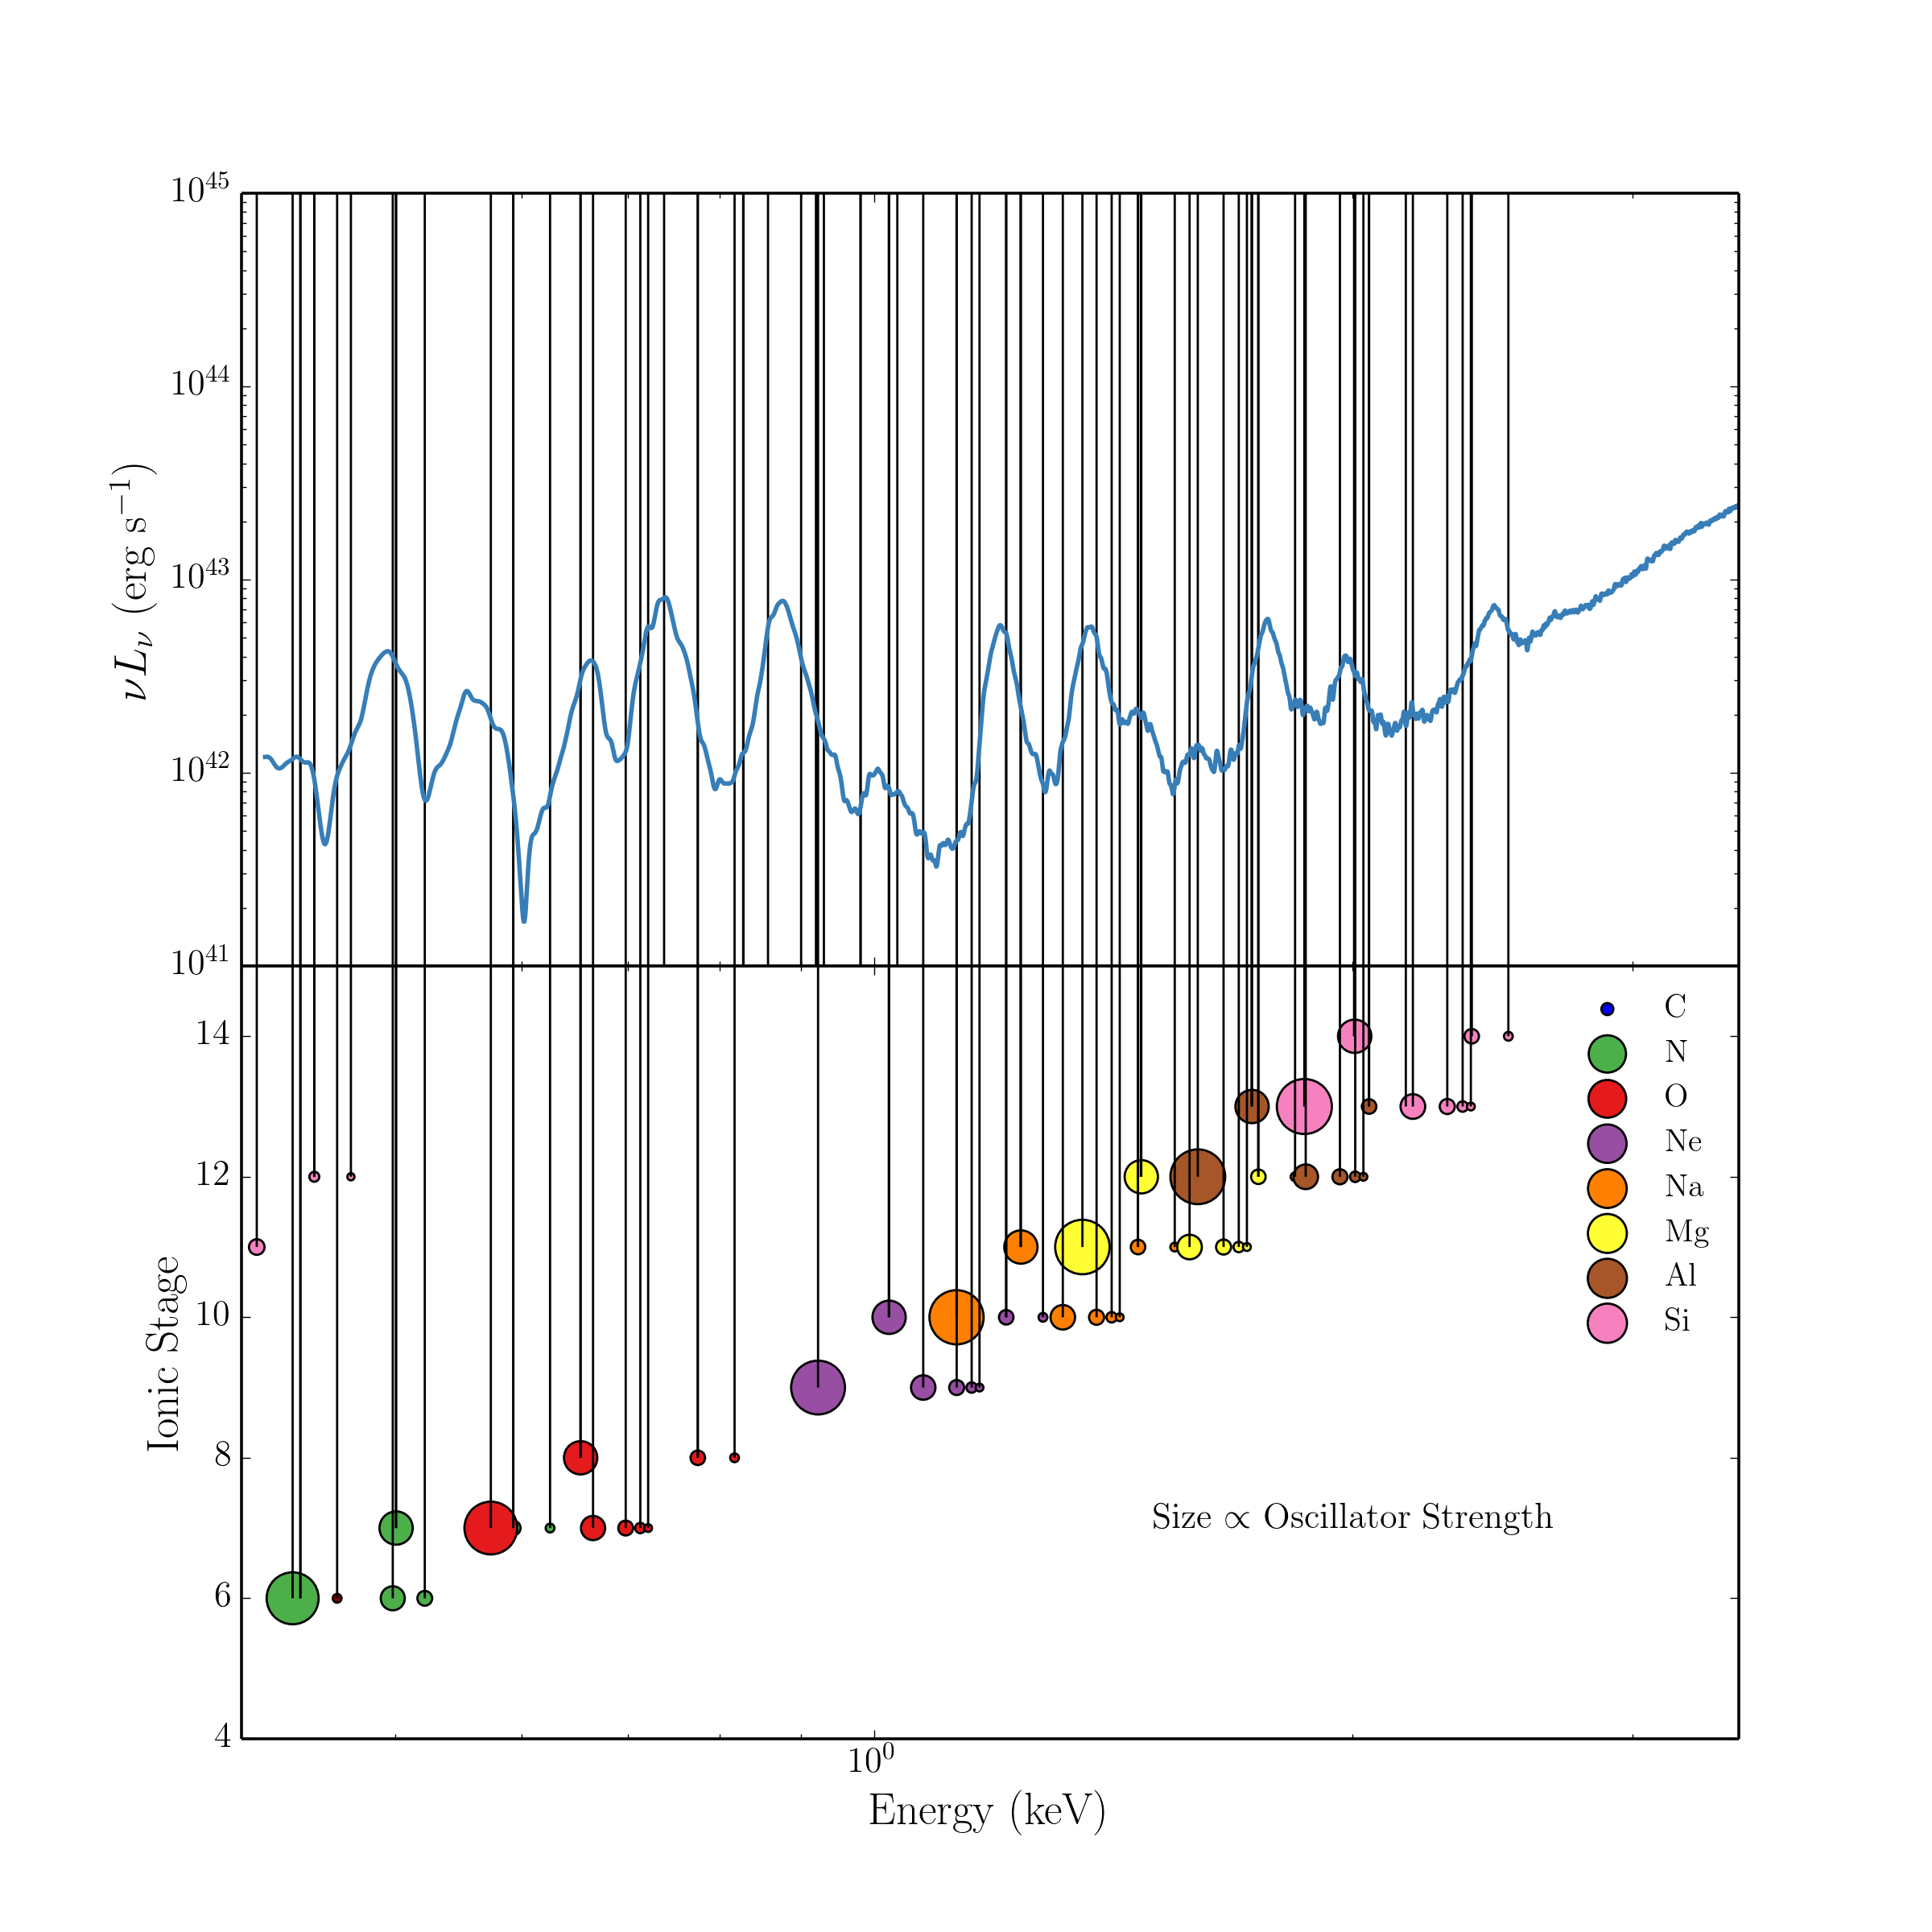 10^45
10^44
10^43
10^42
10^41
νL_ν (erg s^−1)
14
12
10
8
6
4
Ionic Stage
C
N
O
Ne
Na
Mg
Al
Si
Size ∝ Oscillator Strength
10^0
Energy (keV)